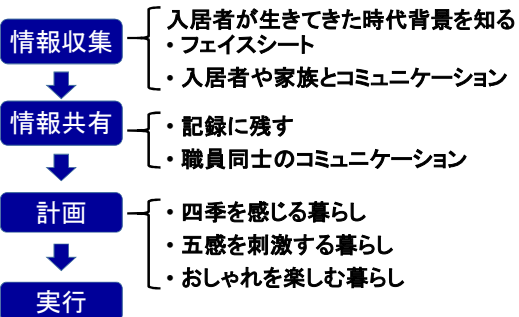 情報収集
入居者が生きてきた時代背景を知る
・フェイスシート
・入居者や家族とコミュニケーション
情報共有
・記録に残す
・職員同士のコミュニケーション
計画
・四季を感じる暮らし
・五感を刺激する暮らし
・おしゃれを楽しむ暮らし
実行